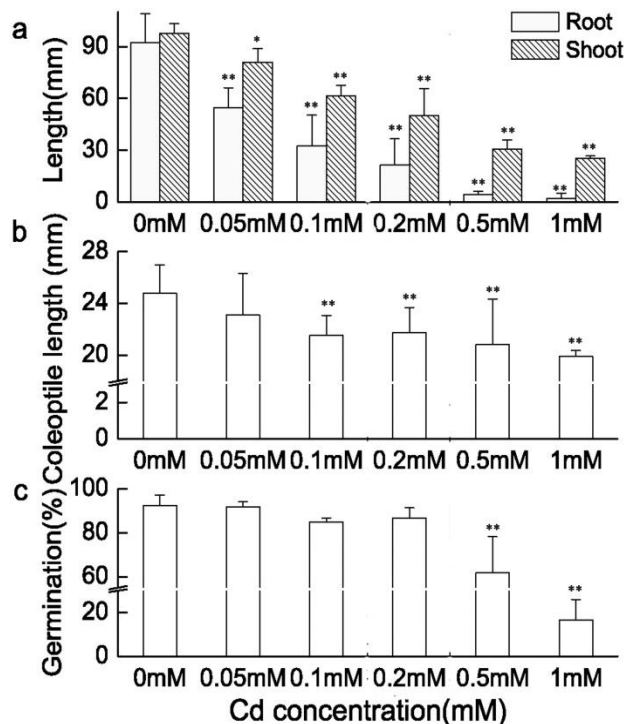 a
Root
Shoot
Length(mm)
90
60
30
0
*
**
**
**
**
**
**
**
**
**
0mM 0.05mM 0.1mM 0.2mM 0.5mM 1mM
b
Coleoptile length (mm)
28
24
20
2
0
**
**
**
**
0mM 0.05mM 0.1mM 0.2mM 0.5mM 1mM
c
Germination(%)
100
80
60
20
0
**
**
0mM 0.05mM 0.1mM 0.2mM 0.5mM 1mM
Cd concentration(mM)